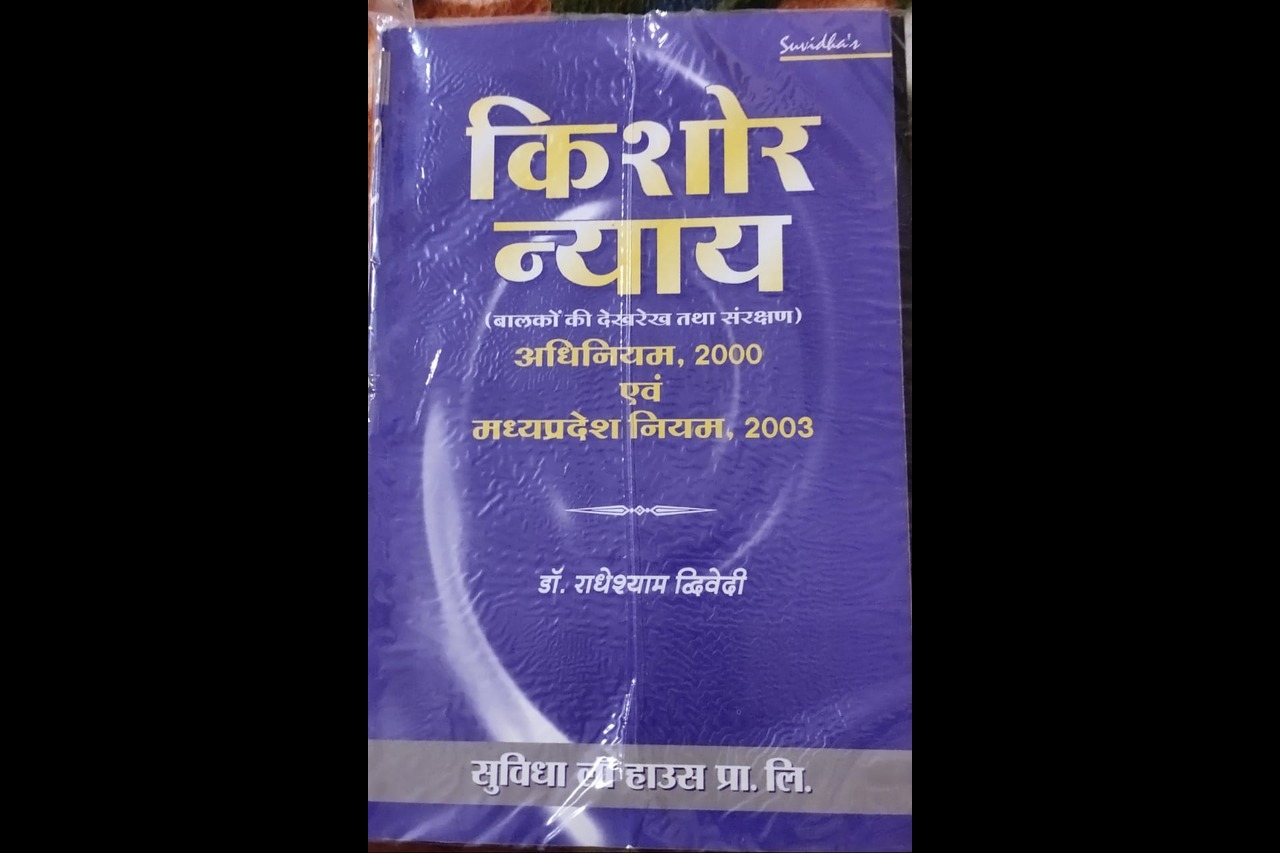 Suvidha's
किशोर
न्याय
(बालकों की देखरेख तथा संरक्षण)
अधिनियम, 2000
एवं
मध्यप्रदेश नियम, 2003
डॉ. राधेश्याम द्विवेदी
सुविधा लॉ हाउस प्रा. लि.